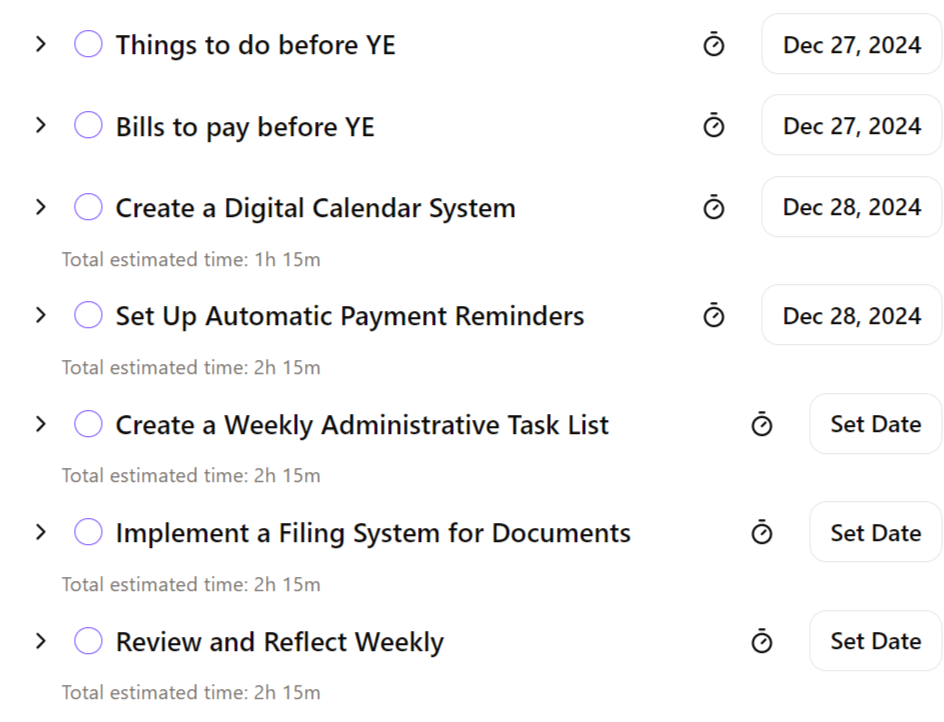 Things to do before YE Dec 27, 2024
Bills to pay before YE Dec 27, 2024
Create a Digital Calendar System Dec 28, 2024
Total estimated time: 1h 15m
Set Up Automatic Payment Reminders Dec 28, 2024
Total estimated time: 2h 15m
Create a Weekly Administrative Task List Set Date
Total estimated time: 2h 15m
Implement a Filing System for Documents Set Date
Total estimated time: 2h 15m
Review and Reflect Weekly Set Date
Total estimated time: 2h 15m